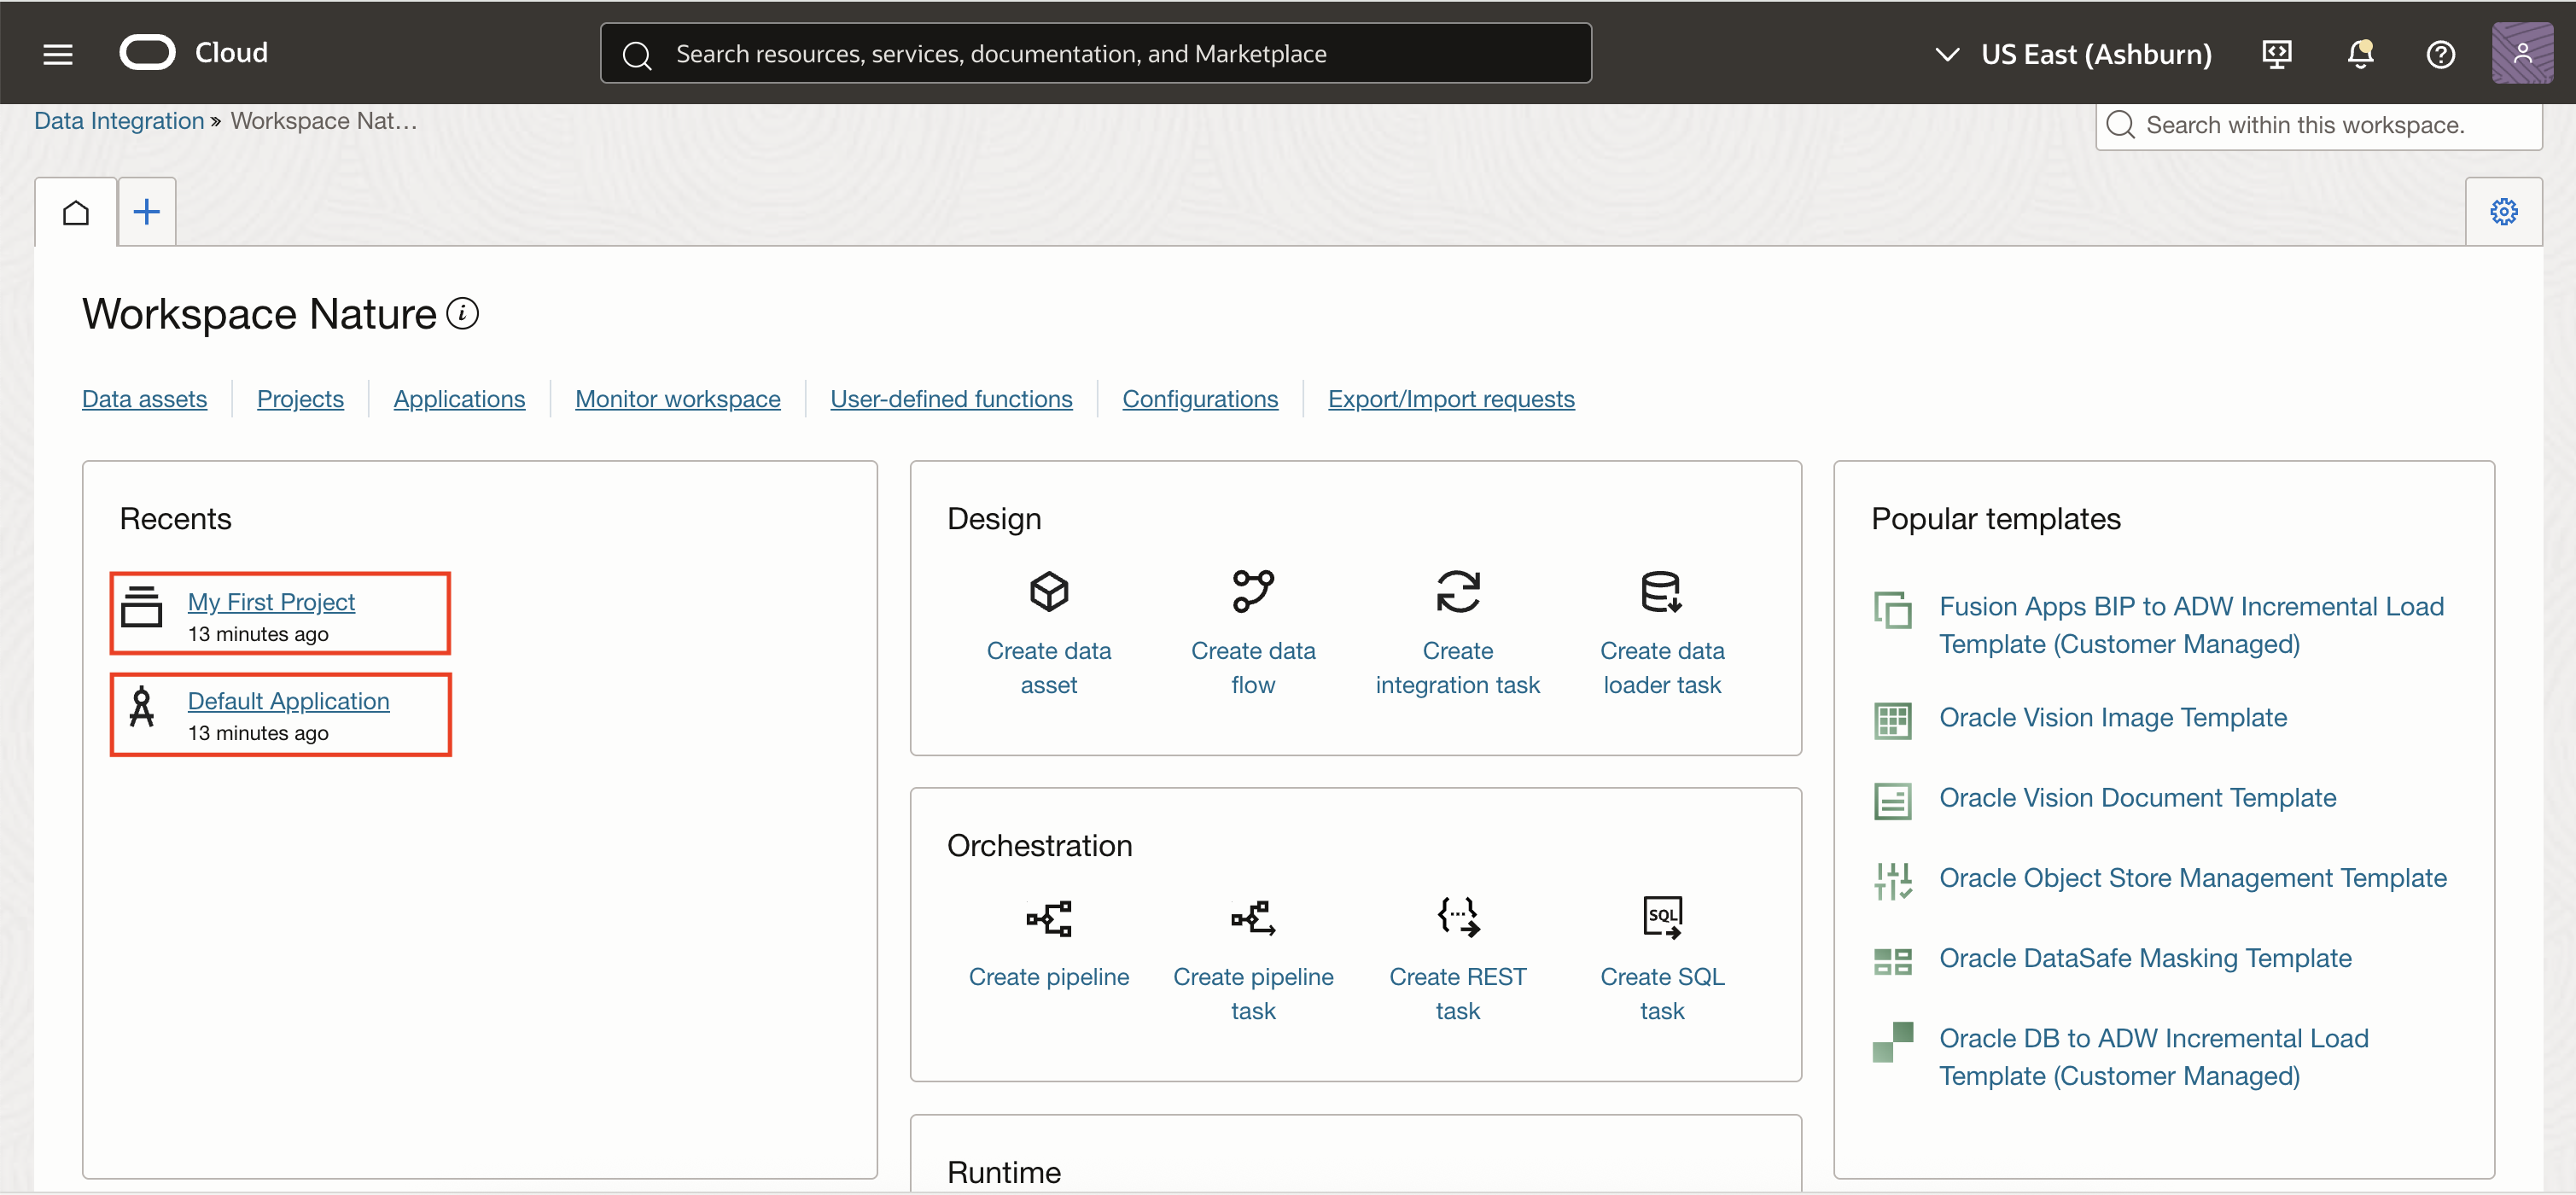 Cloud
Search resources, services, documentation, and Marketplace
US East (Ashburn)
Data Integration » Workspace Nat…
Search within this workspace.
Workspace Nature
Data assets
Projects
Applications
Monitor workspace
User-defined functions
Configurations
Export/Import requests
Recents
My First Project
13 minutes ago
Default Application
13 minutes ago
Design
Create data
asset
Create data
flow
Create
integration task
Create data
loader task
Orchestration
Create pipeline
Create pipeline
task
Create REST
task
SQL
Create SQL
task
Runtime
Popular templates
Fusion Apps BIP to ADW Incremental Load
Template (Customer Managed)
Oracle Vision Image Template
Oracle Vision Document Template
Oracle Object Store Management Template
Oracle DataSafe Masking Template
Oracle DB to ADW Incremental Load
Template (Customer Managed)